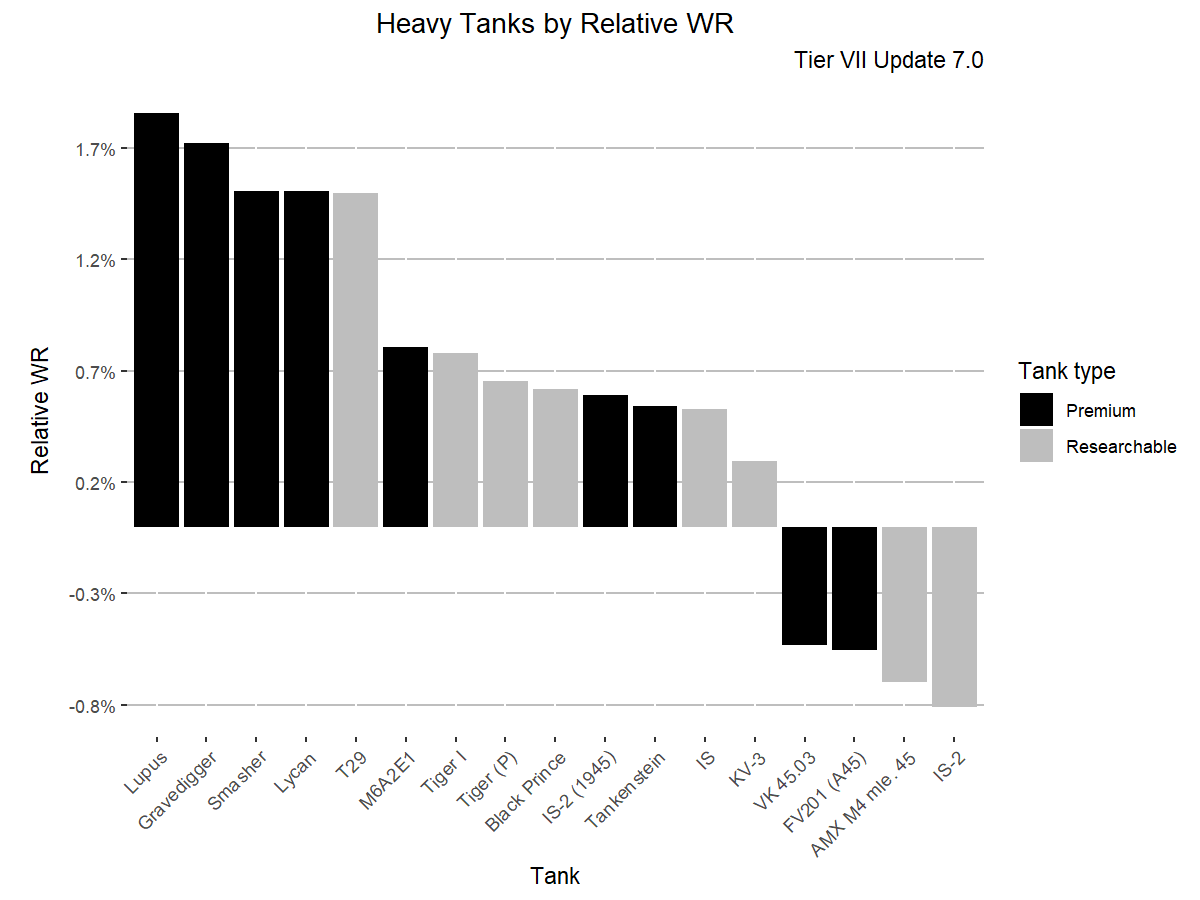 Heavy Tanks by Relative WR
Tier VII Update 7.0
Relative WR
1.7%
1.2%
0.7%
0.2%
-0.3%
-0.8%
Lupus
Gravedigger
Smasher
Lycan
T29
M6A2E1
Tiger I
Tiger (P)
Black Prince
IS-2 (1945)
Tankenstein
IS
KV-3
VK 45.03
FV201 (A45)
AMX M4 mle. 45
IS-2
Tank
Tank type
Premium
Researchable